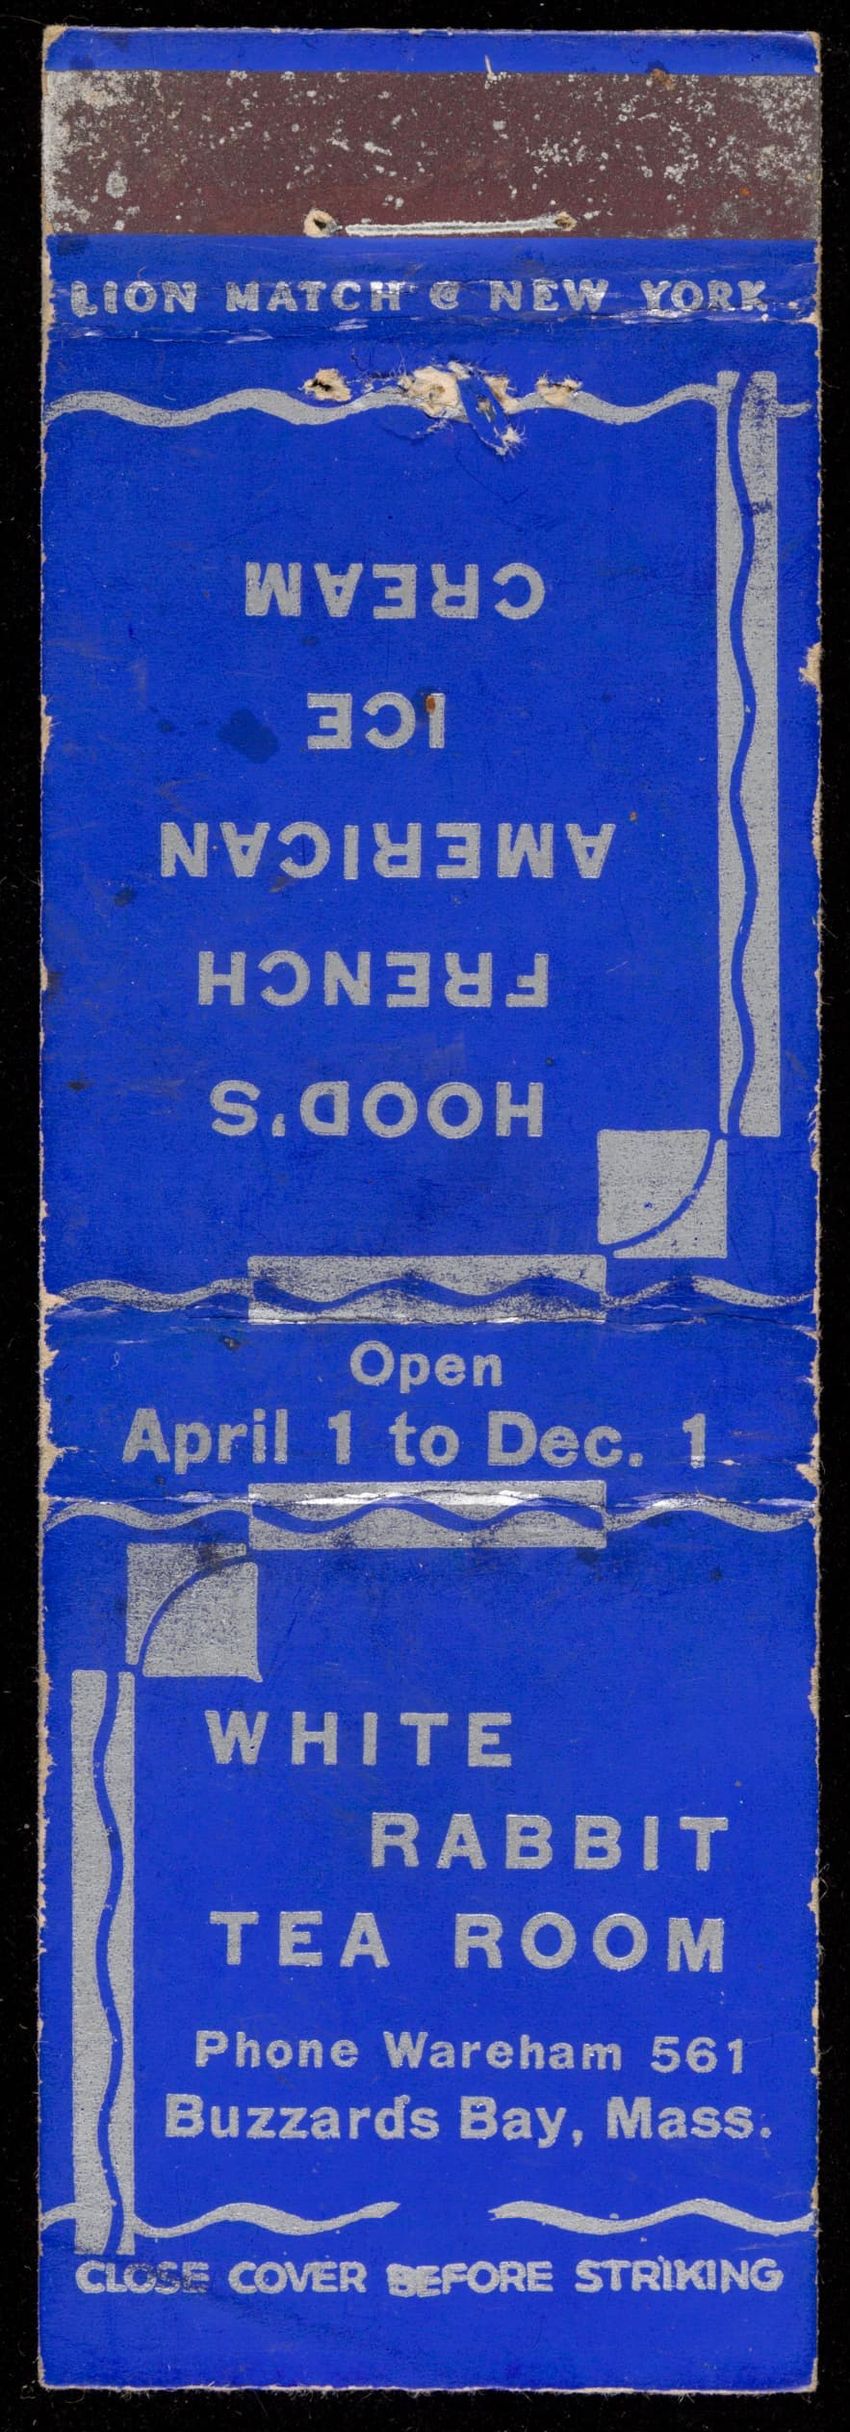 LION MATCH Co NEW YORK
HOOD'S
FRENCH
AMERICAN
ICE
CREAM
Open
April 1 to Dec. 1
WHITE
RABBIT
TEA ROOM
Phone Wareham 561
Buzzards Bay, Mass.
CLOSE COVER BEFORE STRIKING